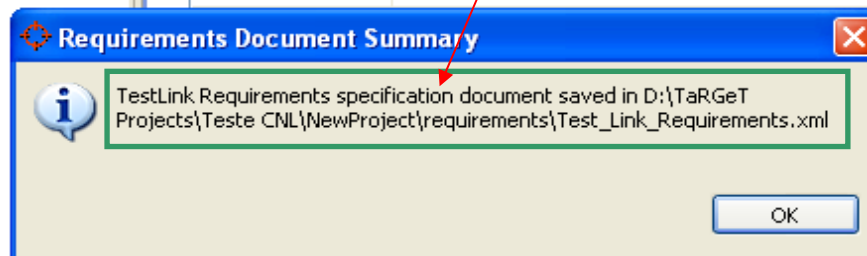 Requirements Document Summary
TestLink Requirements specification document saved in D:\TaRGeT
Projects\Teste CNL\NewProject\requirements\Test_Link_Requirements.xml
OK